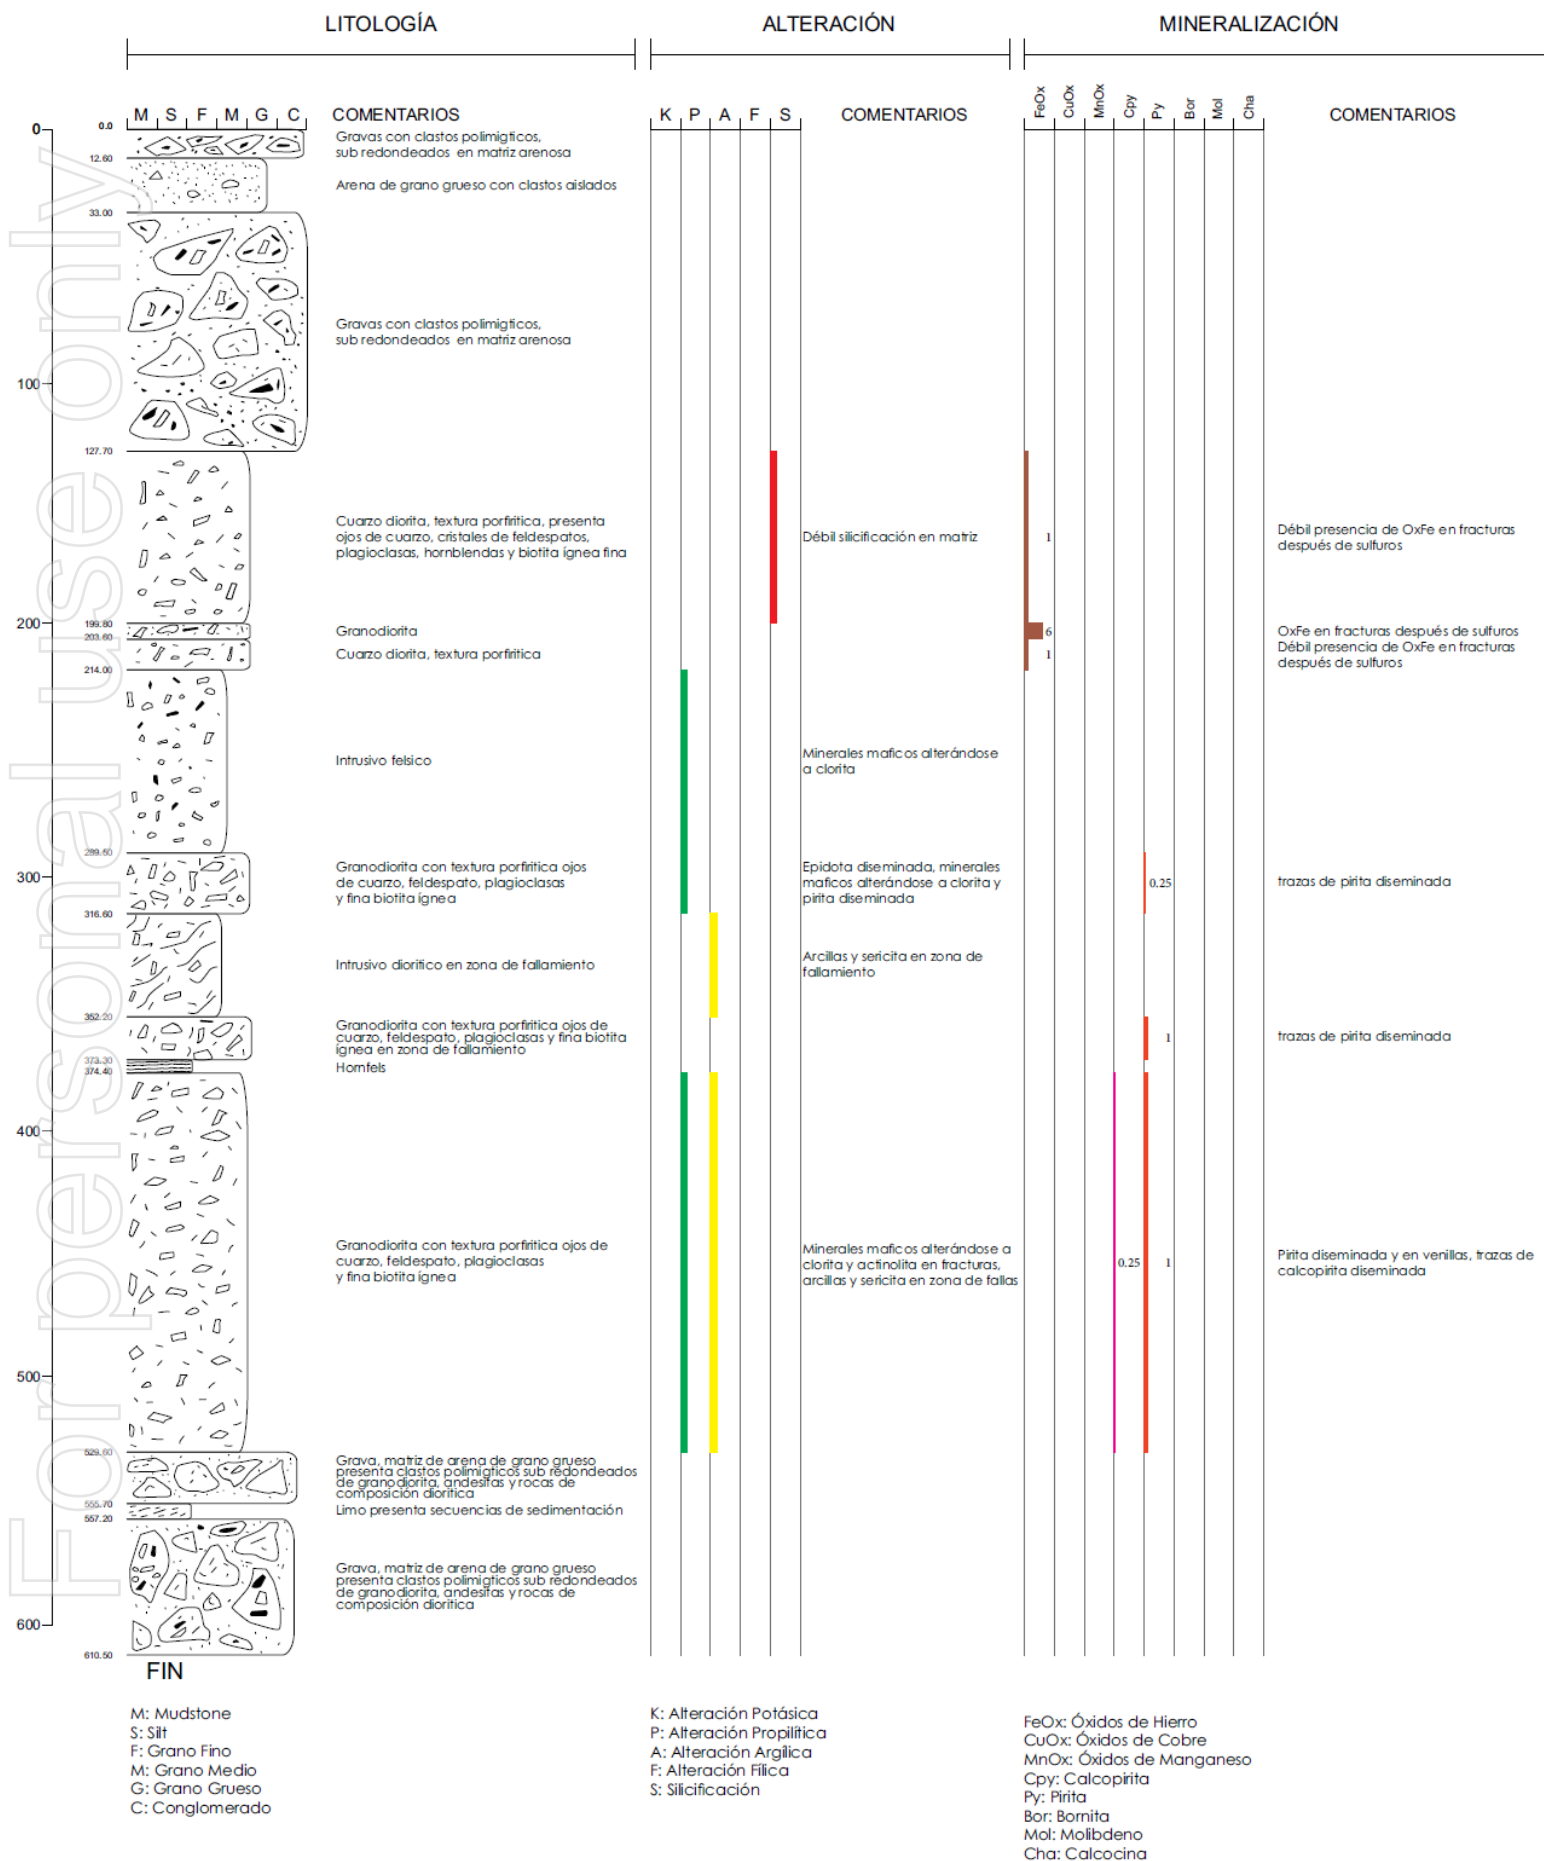 LITOLOGÍA
ALTERACIÓN
MINERALIZACIÓN
M S F M G C
COMENTARIOS
K P A F S
COMENTARIOS
FeOx
CuOx
MnOx
Cpy
Py
Bor
Mol
Cha
COMENTARIOS
0
0.0
Gravas con clastos polimigticos,
sub redondeados en matriz arenosa
12.60
Arena de grano grueso con clastos aislados
33.00
Gravas con clastos polimigticos,
sub redondeados en matriz arenosa
100
127.70
Cuarzo diorita, textura porfiritica, presenta
ojos de cuarzo, cristales de feldespatos,
plagioclasas, hornblendas y biotita ígnea fina
Débil silicificación en matriz
1
Débil presencia de OxFe en fracturas
después de sulfuros
200
199.80
Granodiorita
6
OxFe en fracturas después de sulfuros
203.60
Cuarzo diorita, textura porfiritica
1
Débil presencia de OxFe en fracturas
después de sulfuros
214.00
Intrusivo felsico
Minerales maficos alterándose
a clorita
289.50
300
Granodiorita con textura porfiritica ojos
de cuarzo, feldespato, plagioclasas
y fina biotita ígnea
Epidota diseminada, minerales
maficos alterándose a clorita y
pirita diseminada
0.25
trazas de pirita diseminada
316.60
Intrusivo dioritico en zona de fallamiento
Arcillas y sericita en zona de
fallamiento
352.20
Granodiorita con textura porfiritica ojos de
cuarzo, feldespato, plagioclasas y fina biotita
ígnea en zona de fallamiento
1
trazas de pirita diseminada
373.30
Hornfels
374.40
400
Granodiorita con textura porfiritica ojos de
cuarzo, feldespato, plagioclasas
y fina biotita ígnea
Minerales maficos alterándose a
clorita y actinolita en fracturas,
arcillas y sericita en zona de fallas
0.25
1
Pirita diseminada y en venillas, trazas de
calcopirita diseminada
500
529.60
Grava, matriz de arena de grano grueso
presenta clastos polimigticos sub redondeados
de granodiorita, andesitas y rocas de
composición dioritica
555.70
Limo presenta secuencias de sedimentación
557.20
Grava, matriz de arena de grano grueso
presenta clastos polimigticos sub redondeados
de granodiorita, andesitas y rocas de
composición dioritica
600
610.50
FIN
M: Mudstone
S: Silt
F: Grano Fino
M: Grano Medio
G: Grano Grueso
C: Conglomerado
K: Alteración Potásica
P: Alteración Propilítica
A: Alteración Argílica
F: Alteración Fílica
S: Silicificación
FeOx: Óxidos de Hierro
CuOx: Óxidos de Cobre
MnOx: Óxidos de Manganeso
Cpy: Calcopirita
Py: Pirita
Bor: Bornita
Mol: Molibdeno
Cha: Calcocina
For personal use only